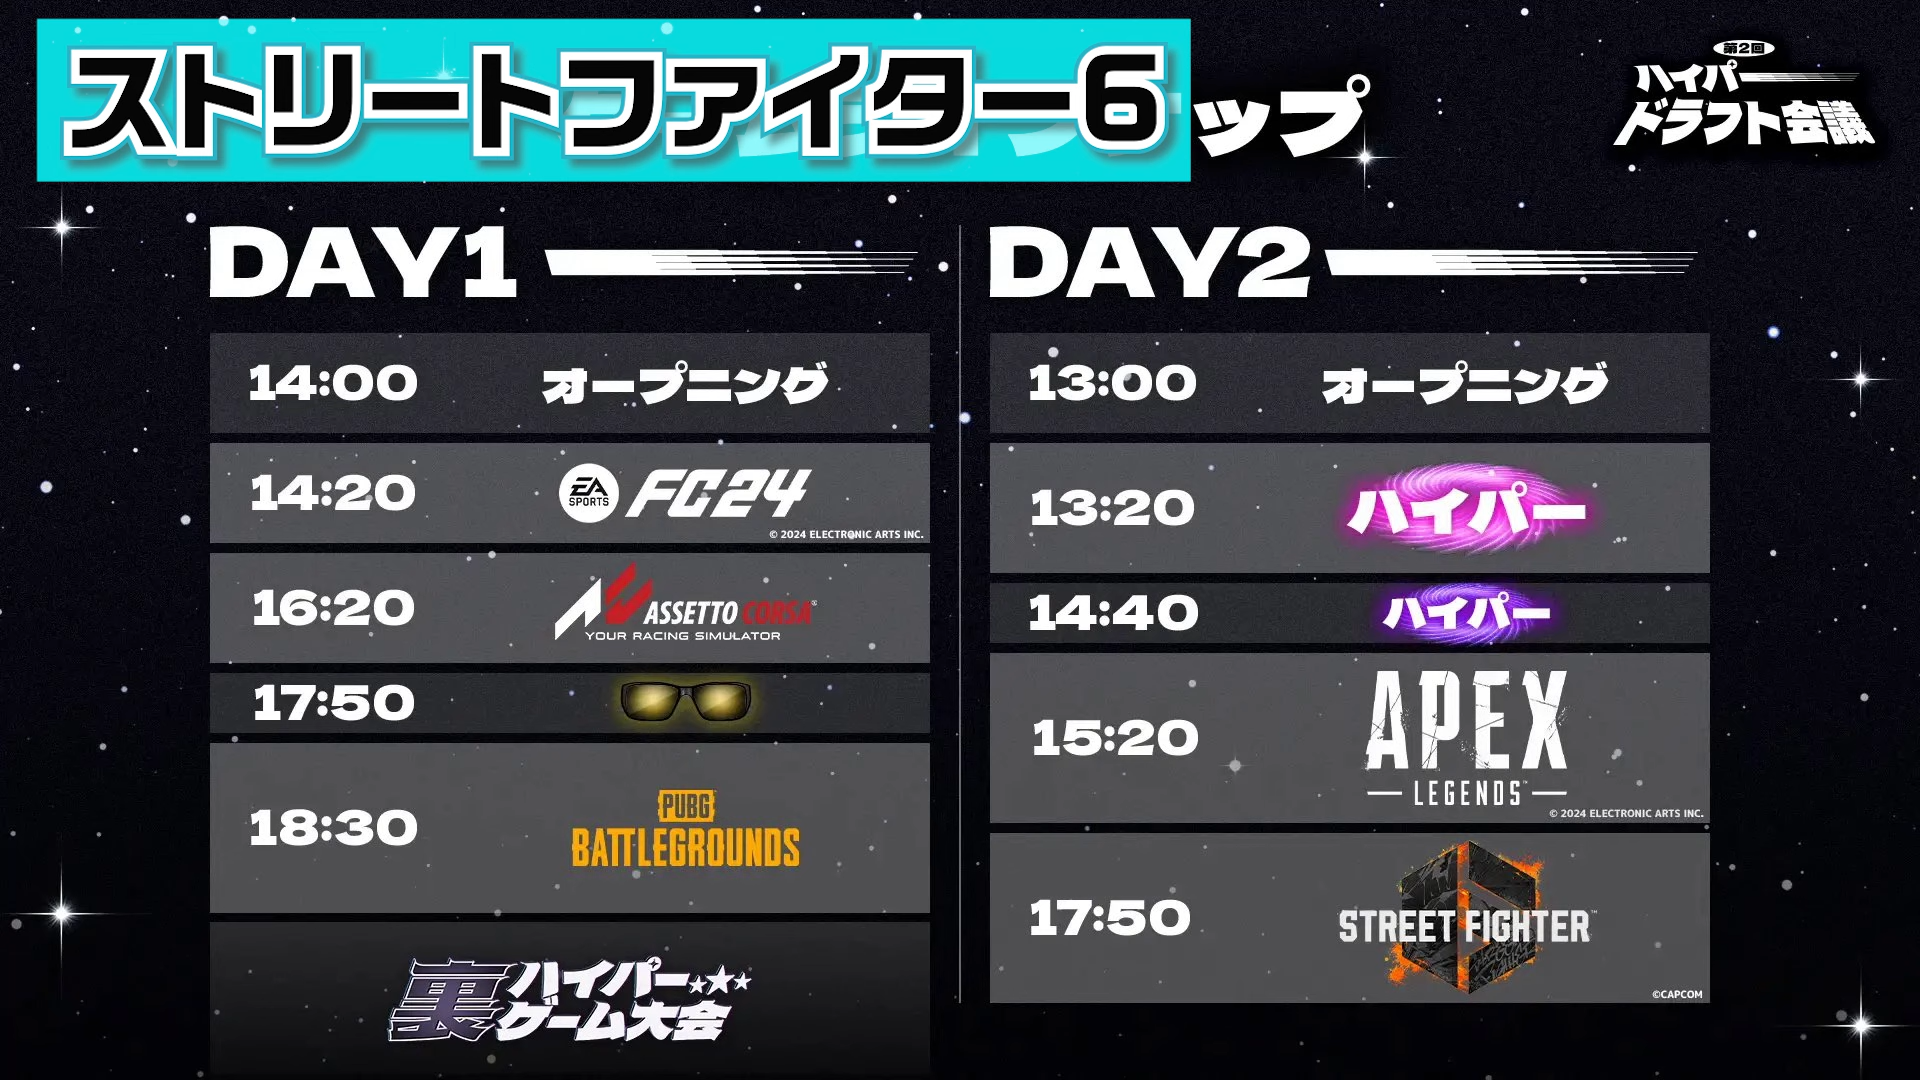 ストリートファイター6
ップ
第2回
ハイパー
ドラフト会議
DAY1
14:00 オープニング
14:20 EA SPORTS FC24
© 2024 ELECTRONIC ARTS INC.
16:20 ASSETTO CORSA
YOUR RACING SIMULATOR
17:50
18:30 PUBG
BATTLEGROUNDS
裏ハイパー
ゲーム大会
DAY2
13:00 オープニング
13:20 ハイパー
14:40 ハイパー
15:20 APEX
LEGENDS™
© 2024 ELECTRONIC ARTS INC.
17:50 STREET FIGHTER™ 6
©CAPCOM